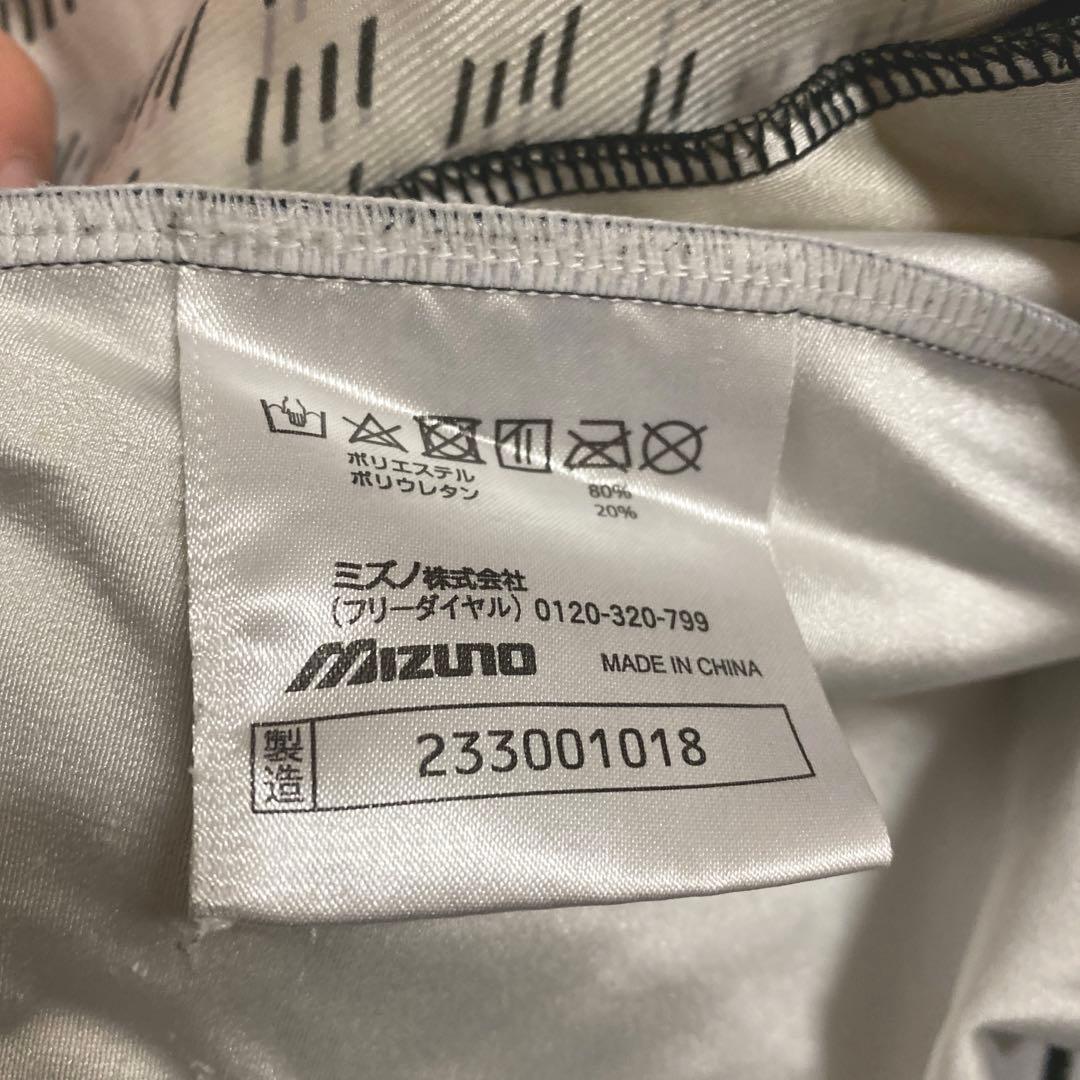 ポリエステル 80%
ポリウレタン 20%
ミズノ株式会社
(フリーダイヤル) 0120-320-799
MIZUNO MADE IN CHINA
製造 233001018